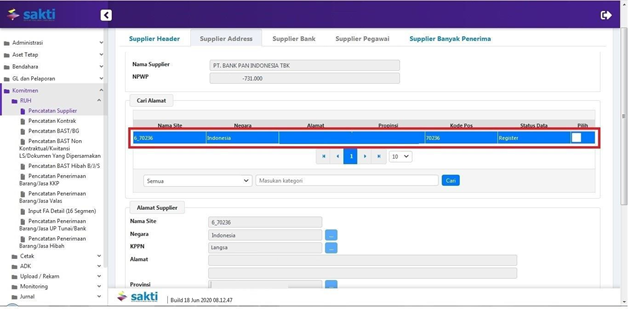 sakti
Administrasi
Aset Tetap
Bendahara
GL dan Pelaporan
Komitmen
RUH
Pencatatan Supplier
Pencatatan Kontrak
Pencatatan BAST/BG
Pencatatan BAST Non
Kontraktual/Kwitansi
LS/Dokumen Yang Dipersamakan
Pencatatan BAST Hibah B/J/S
Pencatatan Penerimaan
Barang/Jasa KKP
Pencatatan Penerimaan
Barang/Jasa Valas
Input FA Detail (16 Segmen)
Pencatatan Penerimaan
Barang/Jasa UP Tunai/Bank
Pencatatan Penerimaan
Barang/Jasa Hibah
Cetak
ADK
Upload / Rekam
Monitoring
Jurnal
Supplier Header Supplier Address Supplier Bank Supplier Pegawai Supplier Banyak Penerima
Nama Supplier PT. BANK PAN INDONESIA TBK
NPWP -731.000
Cari Alamat
Nama Site Negara Alamat Propinsi Kode Pos Status Data Pilih
6_70236 Indonesia 70236 Register
1 10
Semua Masukan kategori Cari
Alamat Supplier
Nama Site 6_70236
Negara Indonesia ...
KPPN Langsa ...
Alamat
Provinsi ...
sakti Build 18 Jun 2020 08.12.47